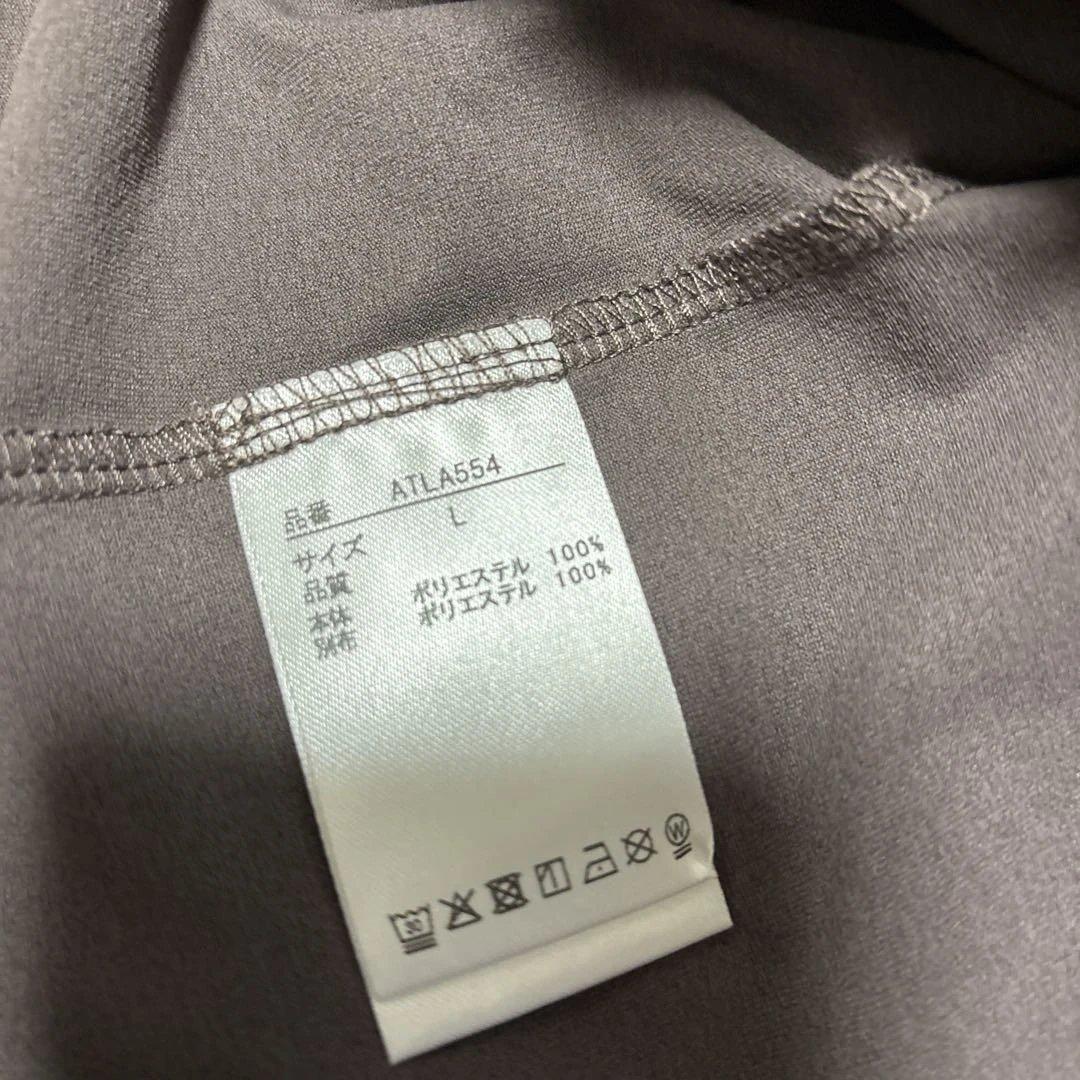 品番 ATLA554
サイズ L
品質
本体 ポリエステル 100%
別布 ポリエステル 100%
30
W